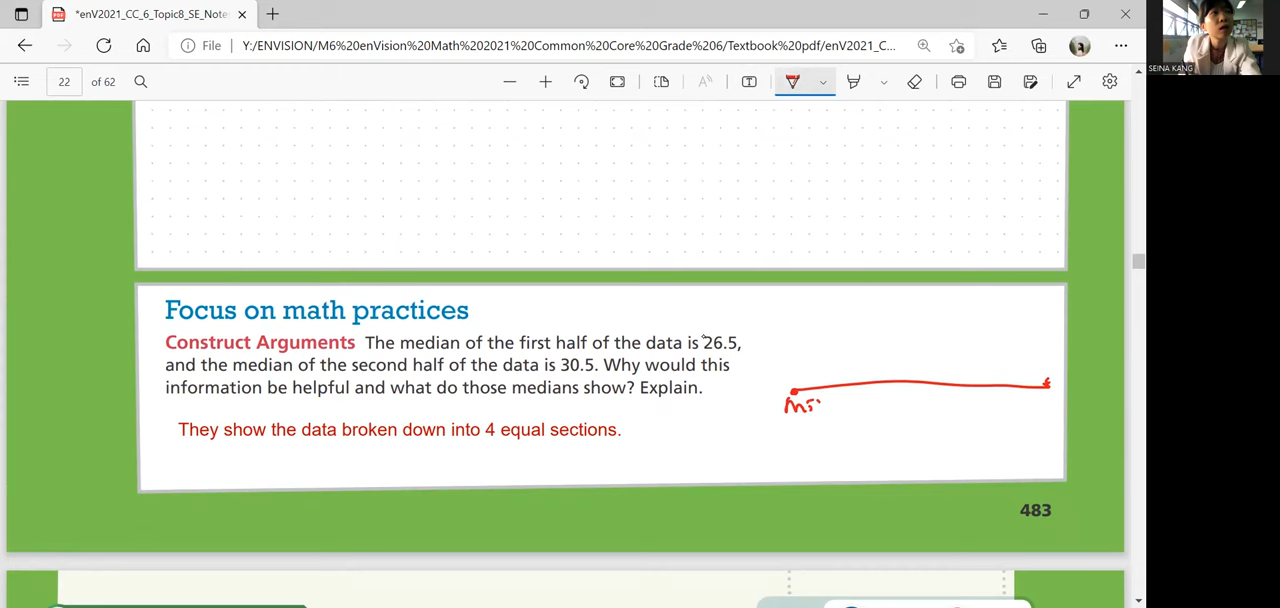 *enV2021_CC_6_Topic8_SE_Note
File
Y:/ENVISION/M6%20enVision%20Math%202021%20Common%20Core%20Grade%206/Textbook%20pdf/enV2021_C...
SEINA KANG
22 of 62
Focus on math practices
Construct Arguments The median of the first half of the data is 26.5,
and the median of the second half of the data is 30.5. Why would this
information be helpful and what do those medians show? Explain.
They show the data broken down into 4 equal sections.
483